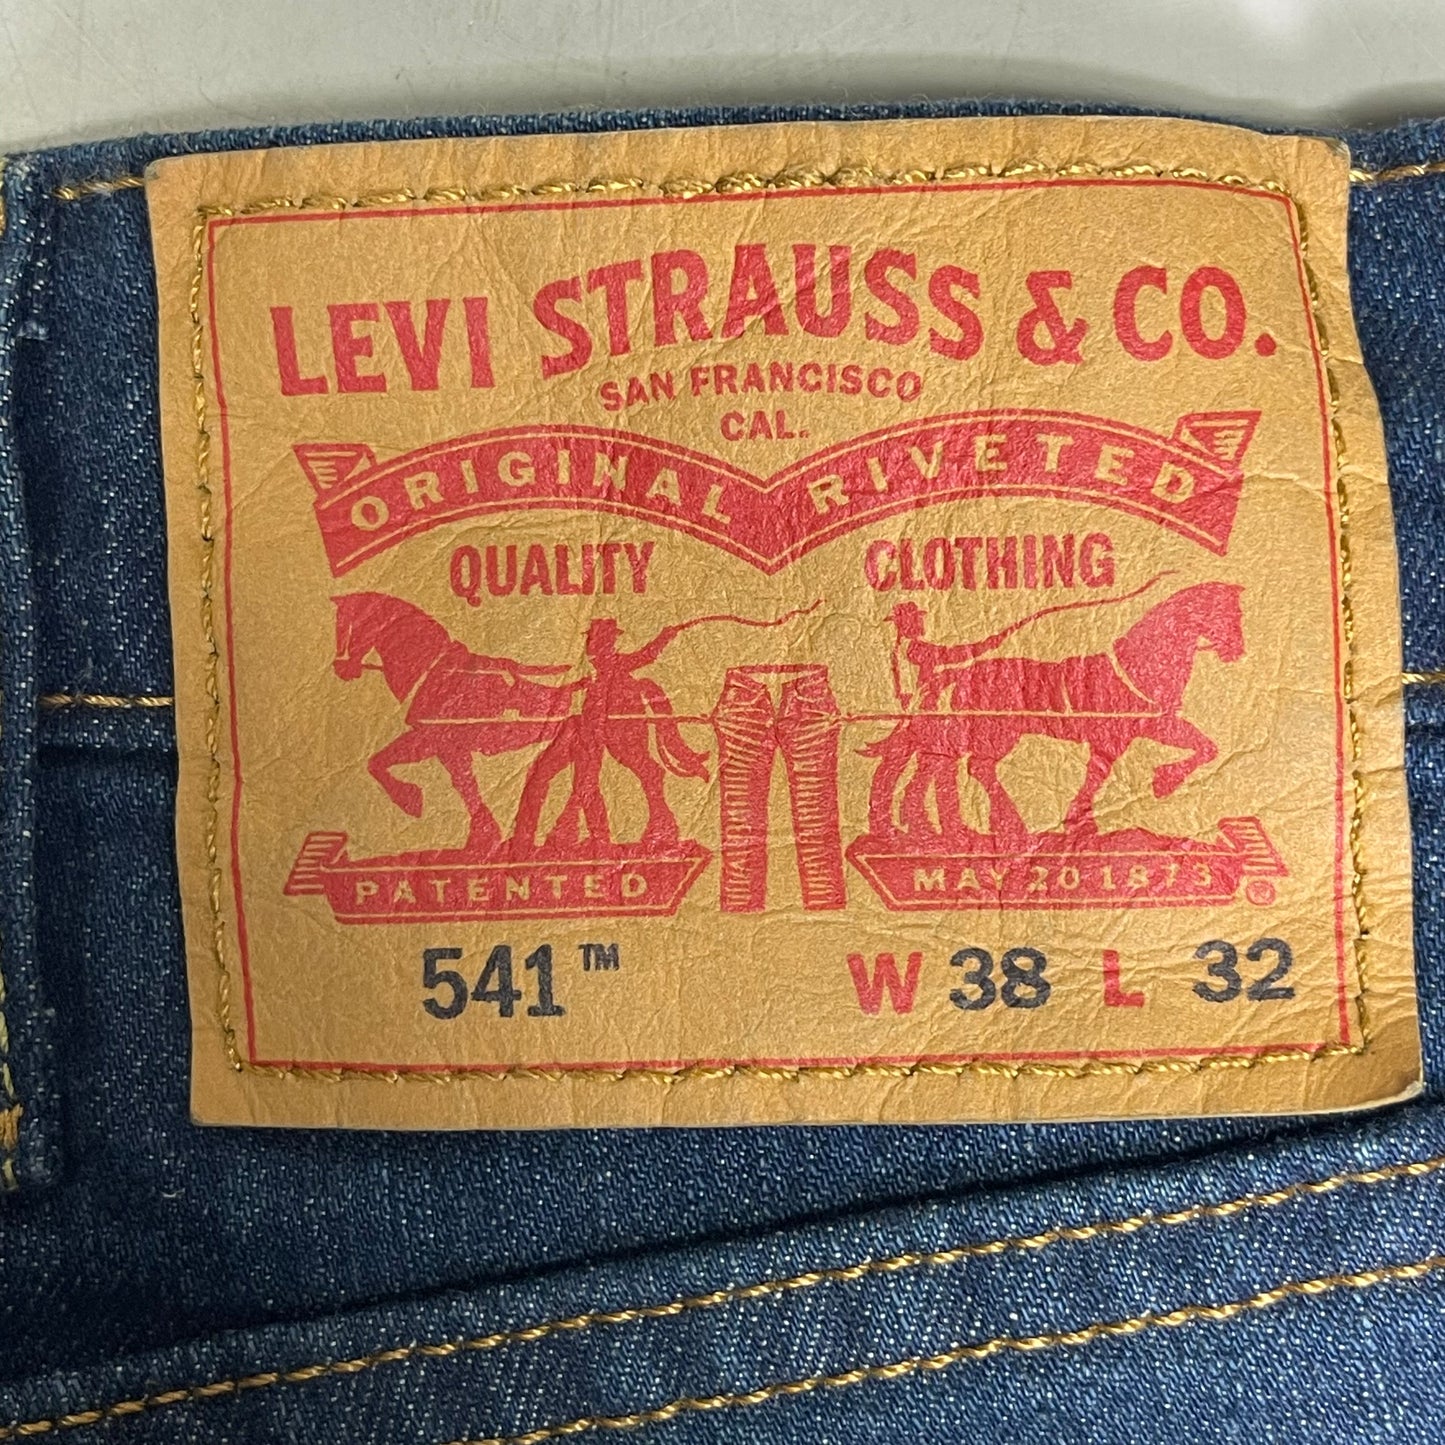 LEVI STRAUSS & CO.
SAN FRANCISCO
CAL.
ORIGINAL RIVETED
QUALITY CLOTHING
PATENTED MAY 20 1873 ®
541™ W 38 L 32